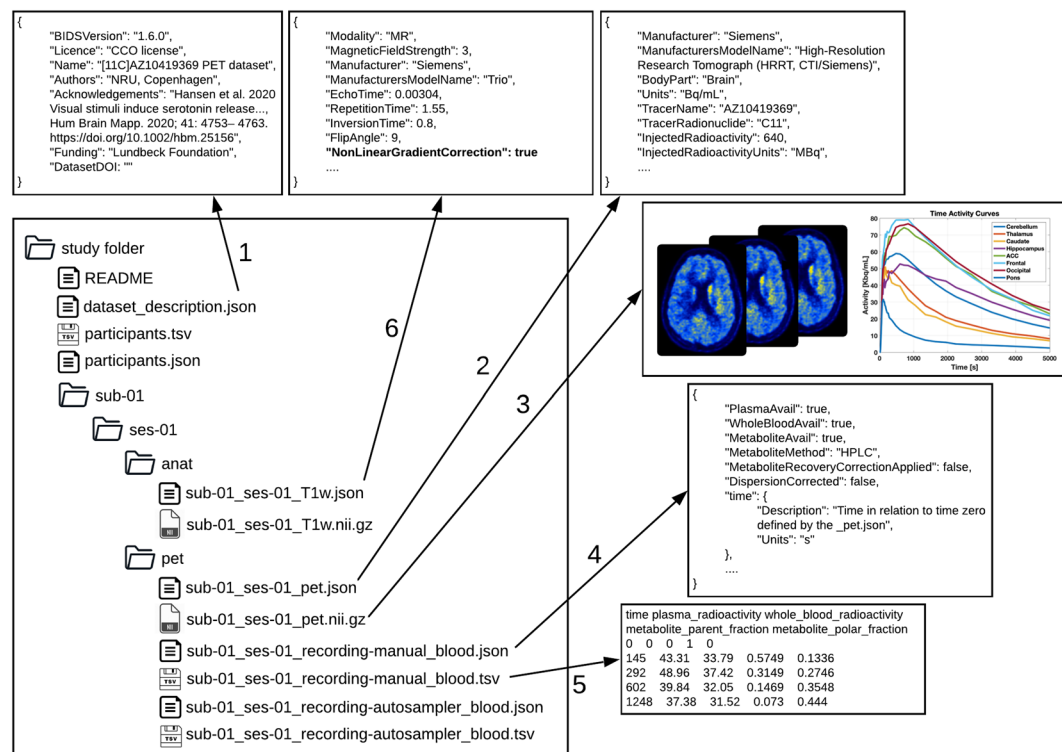 {
"BIDSVersion": "1.6.0",
"Licence": "CCO license",
"Name": "[11C]AZ10419369 PET dataset",
"Authors": "NRU, Copenhagen",
"Acknowledgements": "Hansen et al. 2020
Visual stimuli induce serotonin release...,
Hum Brain Mapp. 2020; 41: 4753– 4763.
https://doi.org/10.1002/hbm.25156",
"Funding": "Lundbeck Foundation",
"DatasetDOI: ""
}
{
"Modality": "MR",
"MagneticFieldStrength": 3,
"Manufacturer": "Siemens",
"ManufacturersModelName": "Trio",
"EchoTime": 0.00304,
"RepetitionTime": 1.55,
"InversionTime": 0.8,
"FlipAngle": 9,
"NonLinearGradientCorrection": true
....
}
{
"Manufacturer": "Siemens",
"ManufacturersModelName": "High-Resolution
Research Tomograph (HRRT, CTI/Siemens)",
"BodyPart": "Brain",
"Units": "Bq/mL",
"TracerName": "AZ10419369",
"TracerRadionuclide": "C11",
"InjectedRadioactivity": 640,
"InjectedRadioactivityUnits": "MBq",
....
}
study folder
README
dataset_description.json
TSV participants.tsv
participants.json
sub-01
ses-01
anat
sub-01_ses-01_T1w.json
NII sub-01_ses-01_T1w.nii.gz
pet
sub-01_ses-01_pet.json
NII sub-01_ses-01_pet.nii.gz
sub-01_ses-01_recording-manual_blood.json
TSV sub-01_ses-01_recording-manual_blood.tsv
sub-01_ses-01_recording-autosampler_blood.json
TSV sub-01_ses-01_recording-autosampler_blood.tsv
1
6
2
3
4
5
Time Activity Curves
Activity [Kbq/mL]
80
70
60
50
40
30
20
10
0
0 1000 2000 3000 4000 5000
Time [s]
Cerebellum
Thalamus
Caudate
Hippocampus
ACC
Frontal
Occipital
Pons
{
"PlasmaAvail": true,
"WholeBloodAvail": true,
"MetaboliteAvail": true,
"MetaboliteMethod": "HPLC",
"MetaboliteRecoveryCorrectionApplied": false,
"DispersionCorrected": false,
"time": {
"Description": "Time in relation to time zero
defined by the _pet.json",
"Units": "s"
},
....
}
time plasma_radioactivity whole_blood_radioactivity
metabolite_parent_fraction metabolite_polar_fraction
0 0 0 1 0
145 43.31 33.79 0.5749 0.1336
292 48.96 37.42 0.3149 0.2746
602 39.84 32.05 0.1469 0.3548
1248 37.38 31.52 0.073 0.444